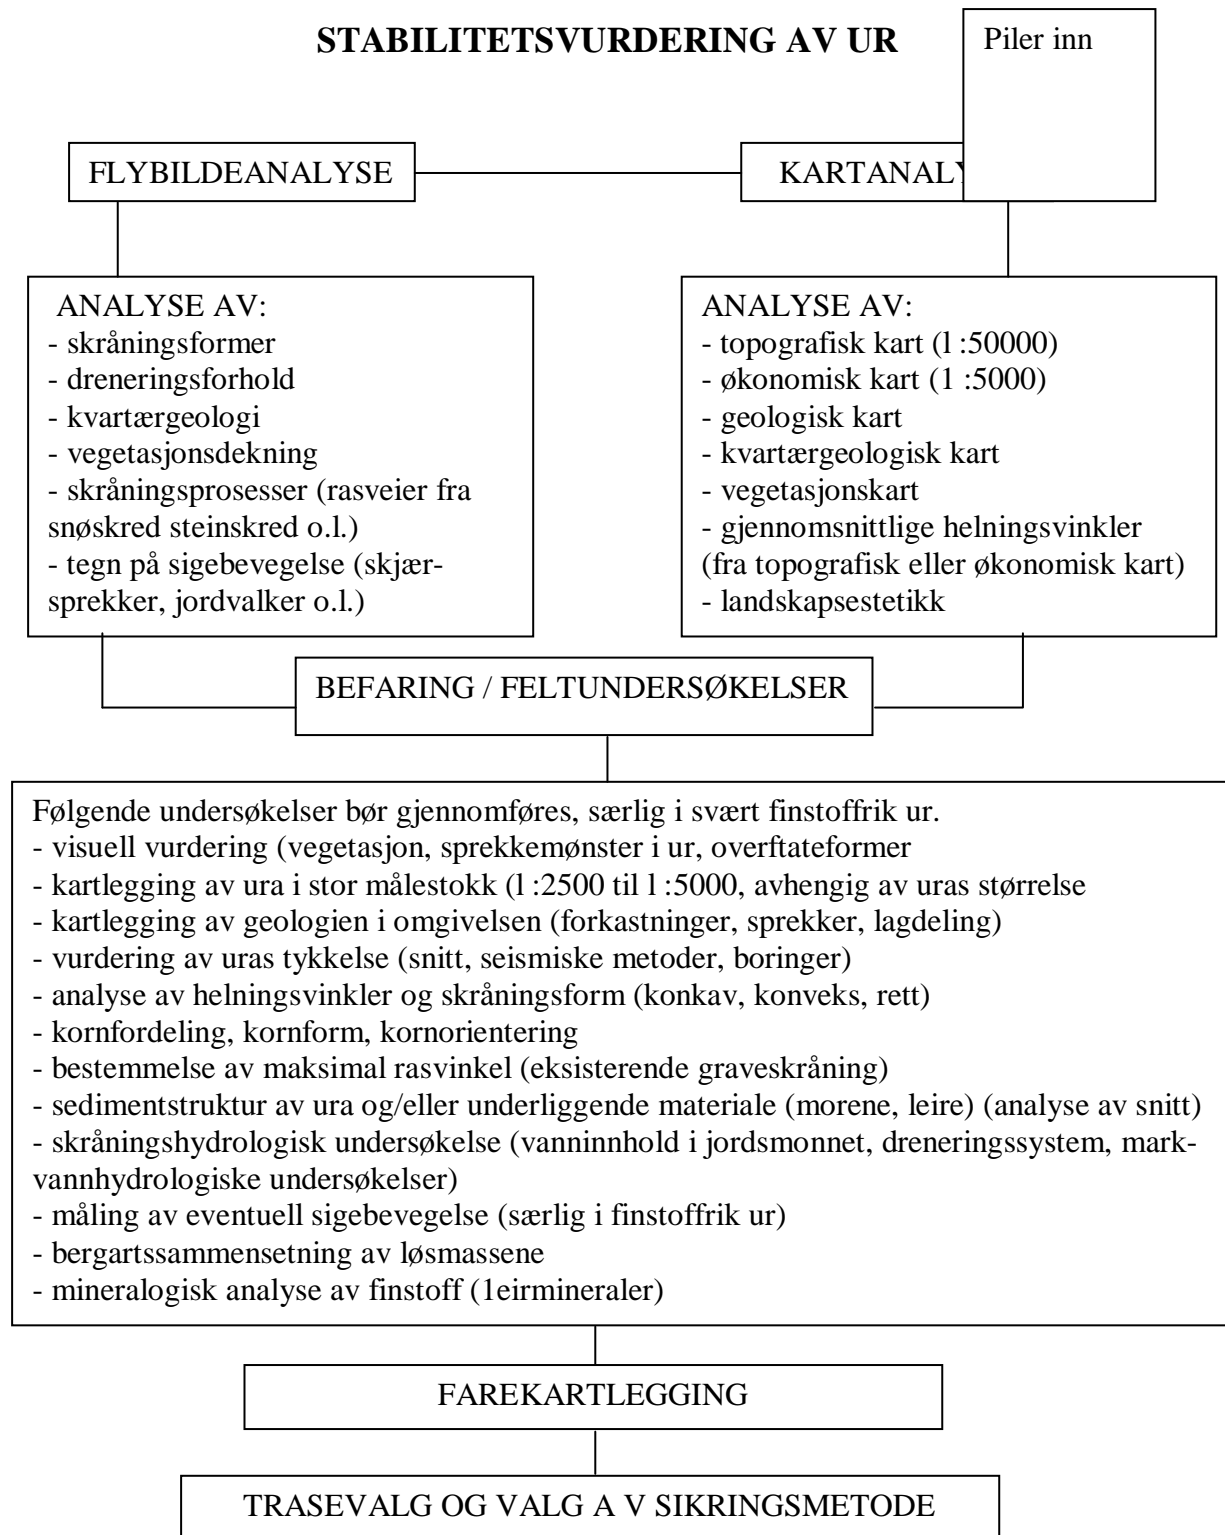 STABILITETSVURDERING AV UR
Piler inn
FLYBILDEANALYSE
KARTANALY
ANALYSE AV:
- skråningsformer
- dreneringsforhold
- kvartærgeologi
- vegetasjonsdekning
- skråningsprosesser (rasveier fra
snøskred steinskred o.l.)
- tegn på sigebevegelse (skjær-
sprekker, jordvalker o.l.)
ANALYSE AV:
- topografisk kart (l :50000)
- økonomisk kart (1 :5000)
- geologisk kart
- kvartærgeologisk kart
- vegetasjonskart
- gjennomsnittlige helningsvinkler
(fra topografisk eller økonomisk kart)
- landskapsestetikk
BEFARING / FELTUNDERSØKELSER
Følgende undersøkelser bør gjennomføres, særlig i svært finstoffrik ur.
- visuell vurdering (vegetasjon, sprekkemønster i ur, overftateformer
- kartlegging av ura i stor målestokk (l :2500 til l :5000, avhengig av uras størrelse
- kartlegging av geologien i omgivelsen (forkastninger, sprekker, lagdeling)
- vurdering av uras tykkelse (snitt, seismiske metoder, boringer)
- analyse av helningsvinkler og skråningsform (konkav, konveks, rett)
- kornfordeling, kornform, kornorientering
- bestemmelse av maksimal rasvinkel (eksisterende graveskråning)
- sedimentstruktur av ura og/eller underliggende materiale (morene, leire) (analyse av snitt)
- skråningshydrologisk undersøkelse (vanninnhold i jordsmonnet, dreneringssystem, mark-
vannhydrologiske undersøkelser)
- måling av eventuell sigebevegelse (særlig i finstoffrik ur)
- bergartssammensetning av løsmassene
- mineralogisk analyse av finstoff (1eirmineraler)
FAREKARTLEGGING
TRASEVALG OG VALG A V SIKRINGSMETODE